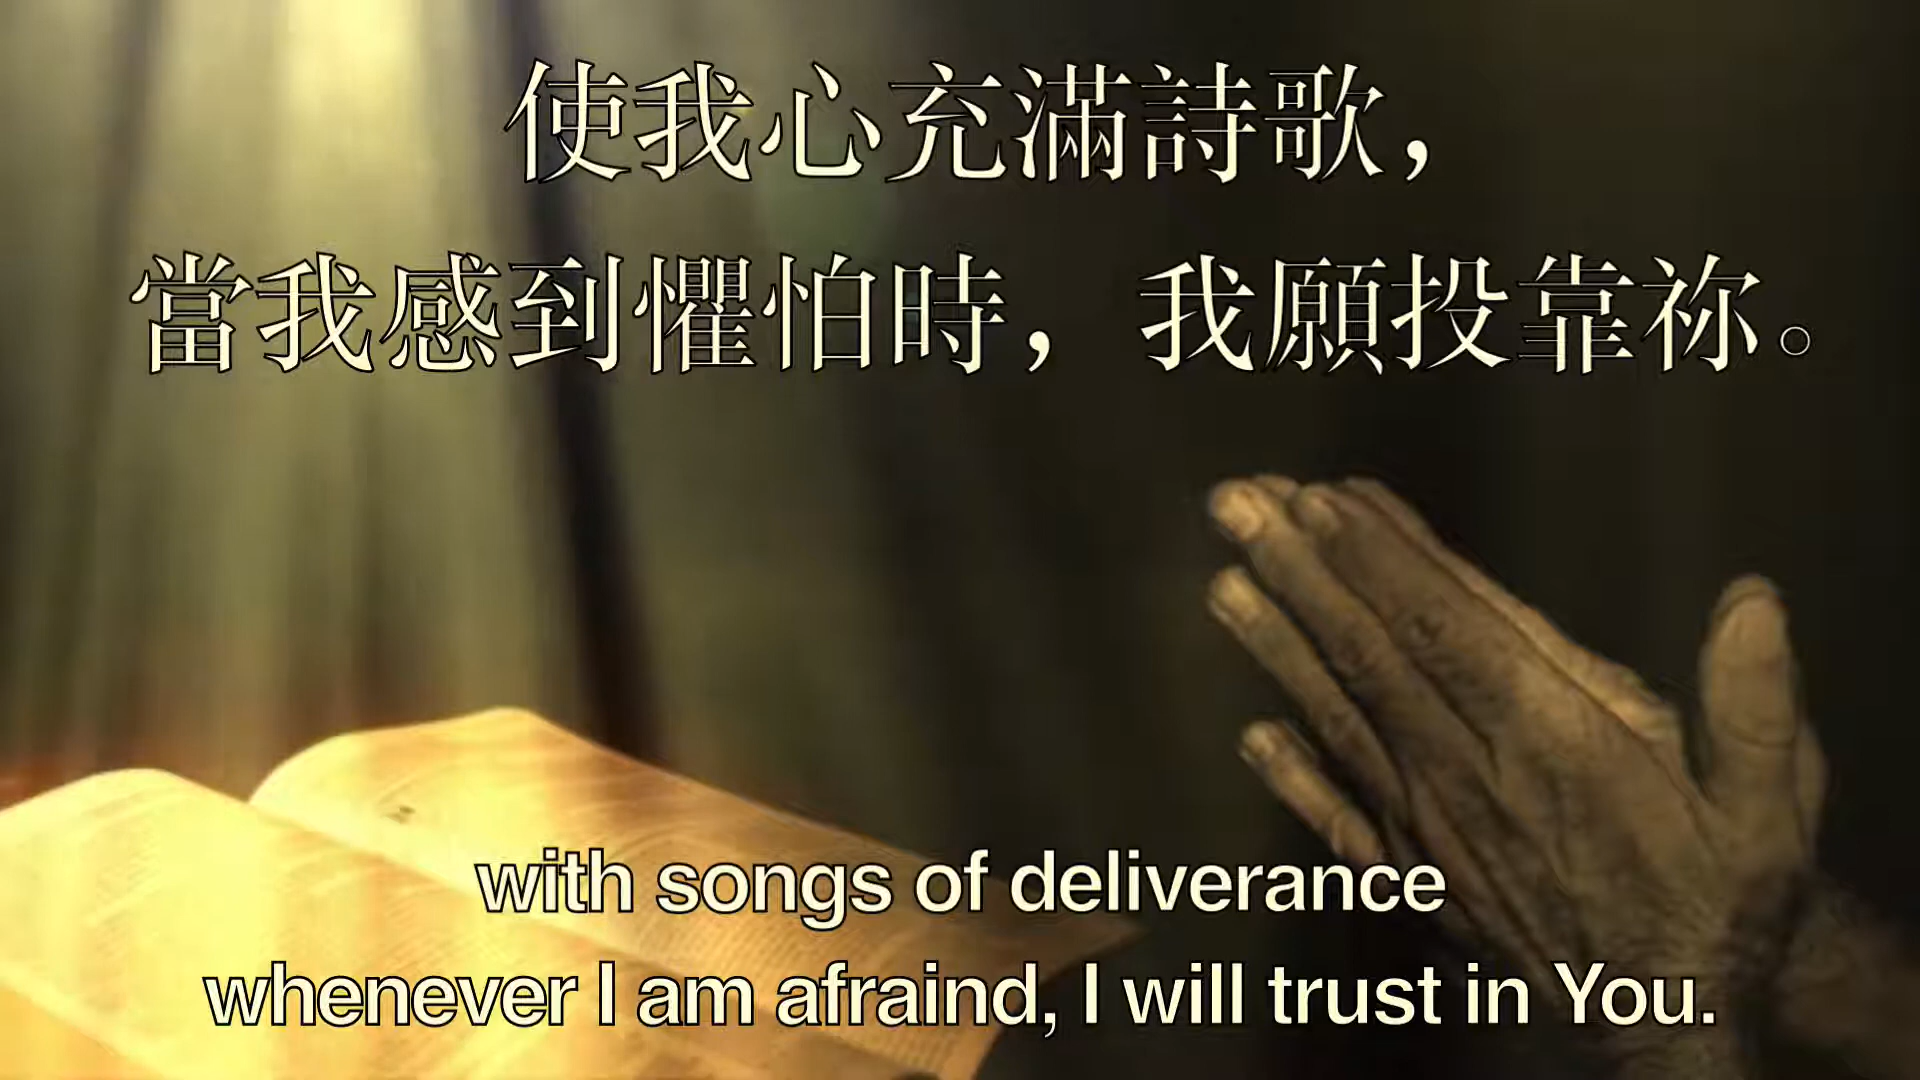 使我心充滿詩歌，
當我感到懼怕時，我願投靠祢。
with songs of deliverance
whenever I am afraind, I will trust in You.